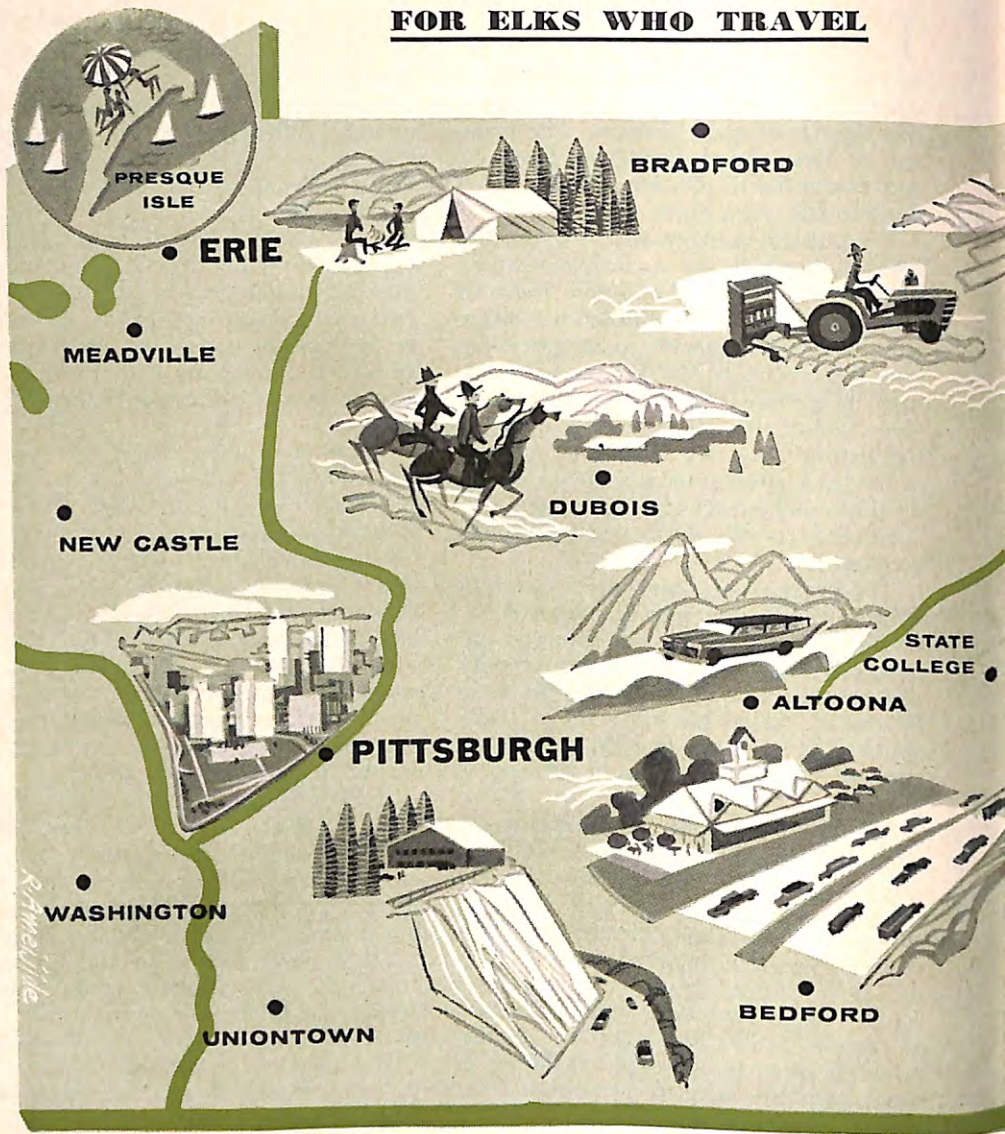 FOR ELKS WHO TRAVEL
PRESQUE
ISLE
BRADFORD
ERIE
MEADVILLE
DUBOIS
NEW CASTLE
STATE
COLLEGE
ALTOONA
PITTSBURGH
WASHINGTON
BEDFORD
UNIONTOWN